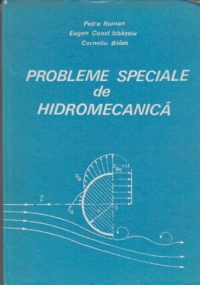 Petre Roman
Eugen Const. Isbășoiu
Corneliu Bălan
PROBLEME SPECIALE
de
HIDROMECANICĂ